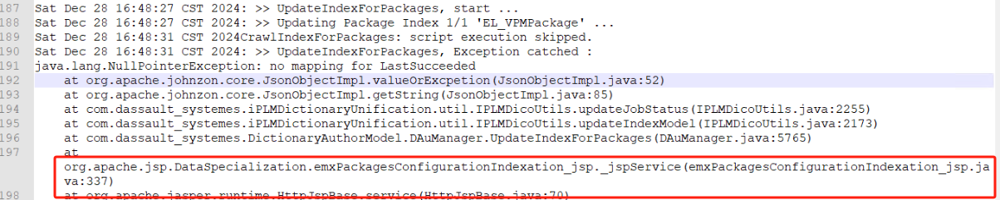 187 Sat Dec 28 16:48:27 CST 2024: >> UpdateIndexForPackages, start ...
188 Sat Dec 28 16:48:27 CST 2024: >> Updating Package Index 1/1 'EL_VPMPackage' ...
189 Sat Dec 28 16:48:31 CST 2024CrawlIndexForPackages: script execution skipped.
190 Sat Dec 28 16:48:31 CST 2024: >> UpdateIndexForPackages, Exception catched :
191 java.lang.NullPointerException: no mapping for LastSucceeded
192 at org.apache.johnzon.core.JsonObjectImpl.valueOrExcpetion(JsonObjectImpl.java:52)
193 at org.apache.johnzon.core.JsonObjectImpl.getString(JsonObjectImpl.java:85)
194 at com.dassault_systemes.iPLMDictionaryUnification.util.IPLMDicoUtils.updateJobStatus(IPLMDicoUtils.java:2255)
195 at com.dassault_systemes.iPLMDictionaryUnification.util.IPLMDicoUtils.updateIndexModel(IPLMDicoUtils.java:2173)
196 at com.dassault_systemes.DictionaryAuthorModel.DAuManager.UpdateIndexForPackages(DAuManager.java:5765)
197 at
org.apache.jsp.DataSpecialization.emxPackagesConfigurationIndexation_jsp._jspService(emxPackagesConfigurationIndexation_jsp.ja
va:337)
198 at org.apache.jasper.runtime.HttpJspBase.service(HttpJspBase.java:70)